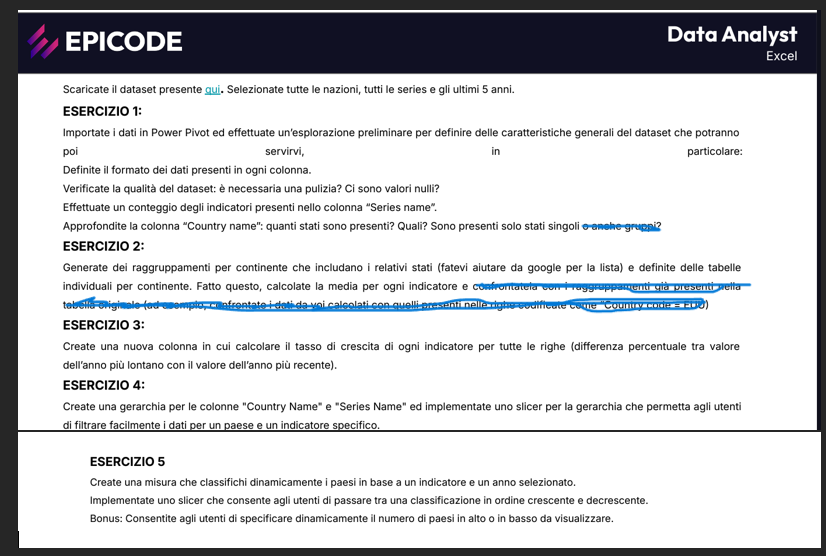 EPICODE
Data Analyst
Excel
Scaricate il dataset presente qui. Selezionate tutte le nazioni, tutti le series e gli ultimi 5 anni.
ESERCIZIO 1:
Importate i dati in Power Pivot ed effettuate un’esplorazione preliminare per definire delle caratteristiche generali del dataset che potranno
poi servirvi, in particolare:
Definite il formato dei dati presenti in ogni colonna.
Verificate la qualità del dataset: è necessaria una pulizia? Ci sono valori nulli?
Effettuate un conteggio degli indicatori presenti nello colonna “Series name”.
Approfondite la colonna “Country name”: quanti stati sono presenti? Quali? Sono presenti solo stati singoli o anche gruppi?
ESERCIZIO 2:
Generate dei raggruppamenti per continente che includano i relativi stati (fatevi aiutare da google per la lista) e definite delle tabelle
individuali per continente. Fatto questo, calcolate la media per ogni indicatore e confrontatela con i raggruppamenti già presenti nella
tabella originale (ad esempio, confrontate i dati da voi calcolati con quelli presenti nelle righe codificate come “Country code = EUU)
ESERCIZIO 3:
Create una nuova colonna in cui calcolare il tasso di crescita di ogni indicatore per tutte le righe (differenza percentuale tra valore
dell’anno più lontano con il valore dell’anno più recente).
ESERCIZIO 4:
Create una gerarchia per le colonne "Country Name" e "Series Name" ed implementate uno slicer per la gerarchia che permetta agli utenti
di filtrare facilmente i dati per un paese e un indicatore specifico.
ESERCIZIO 5
Create una misura che classifichi dinamicamente i paesi in base a un indicatore e un anno selezionato.
Implementate uno slicer che consente agli utenti di passare tra una classificazione in ordine crescente e decrescente.
Bonus: Consentite agli utenti di specificare dinamicamente il numero di paesi in alto o in basso da visualizzare.